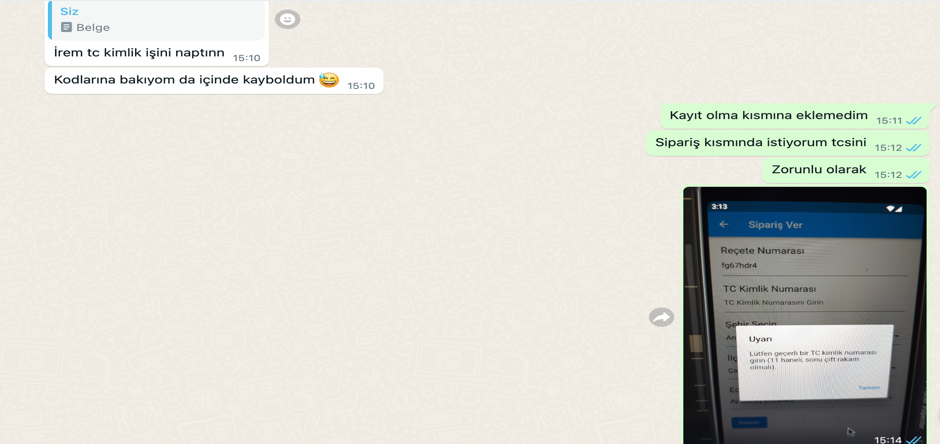 Siz
Belge
İrem tc kimlik işini naptınn 15:10
Kodlarına bakıyom da içinde kayboldum 😅 15:10
Kayıt olma kısmına eklemedim 15:11
Sipariş kısmında istiyorum tcsini 15:12
Zorunlu olarak 15:12
3:13
Sipariş Ver
Reçete Numarası
fg67hdr4
TC Kimlik Numarası
TC Kimlik Numarasını Girin
Şehir Seçin
Uyarı
Lütfen geçerli bir TC kimlik numarası
girin (11 haneli, sonu çift rakam
olmalı).
Tamam
15:14